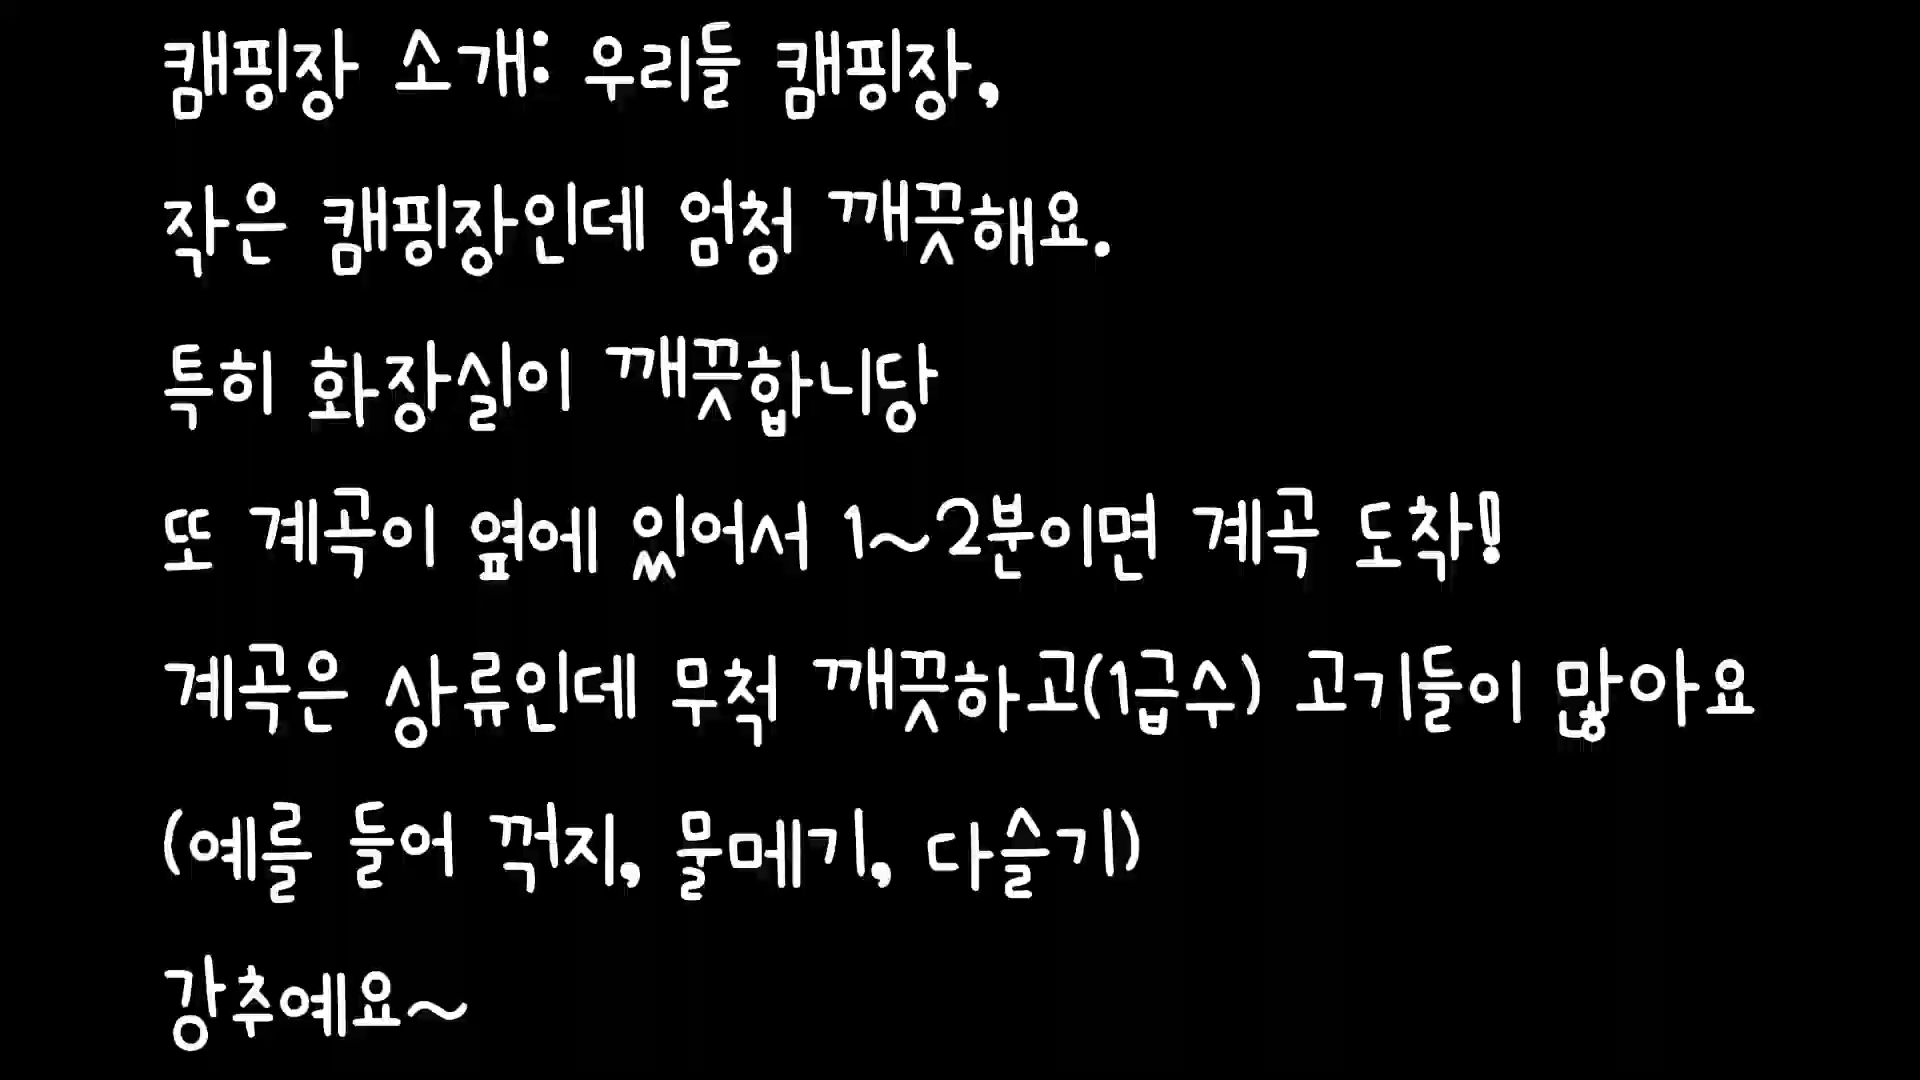 캠핑장 소개: 우리들 캠핑장,
작은 캠핑장인데 엄청 깨끗해요.
특히 화장실이 깨끗합니당
또 계곡이 옆에 있어서 1~2분이면 계곡 도착!
계곡은 상류인데 무척 깨끗하고(1급수) 고기들이 많아요
(예를 들어 꺽지, 물메기, 다슬기)
강추예요~